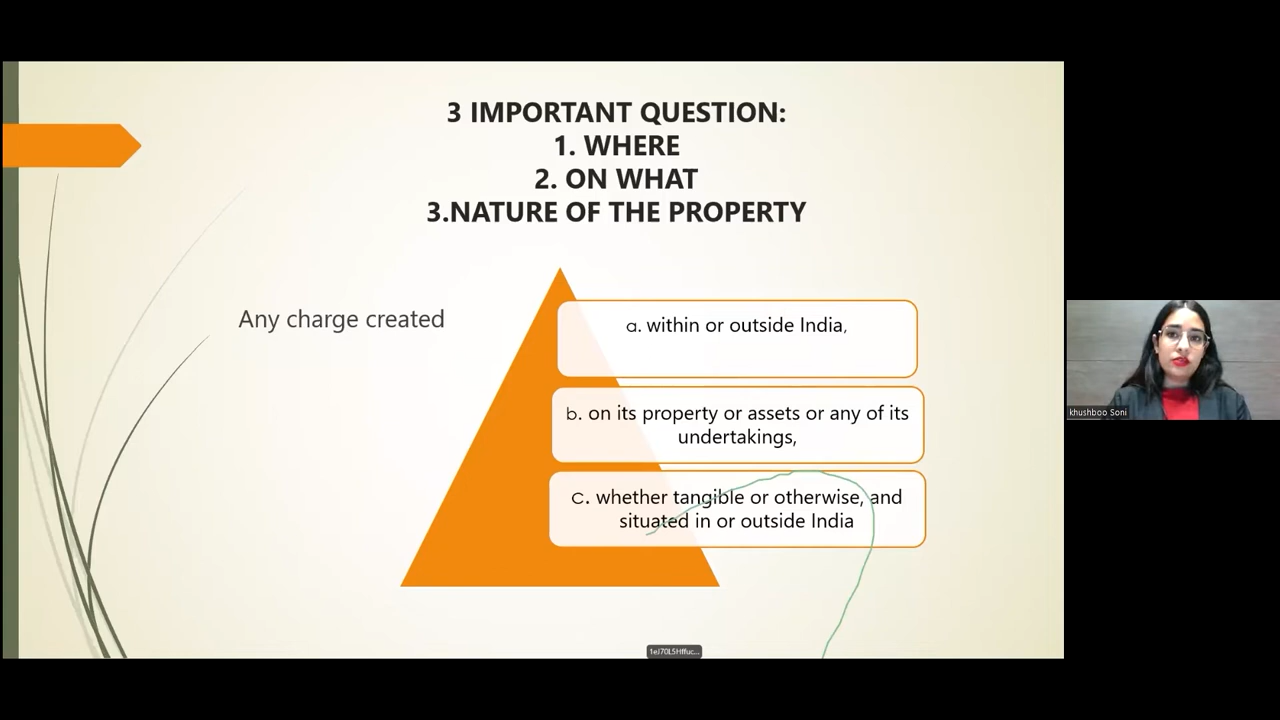 3 IMPORTANT QUESTION:
1. WHERE
2. ON WHAT
3.NATURE OF THE PROPERTY
Any charge created
a. within or outside India,
b. on its property or assets or any of its
undertakings,
C. whether tangible or otherwise, and
situated in or outside India
khushboo Soni